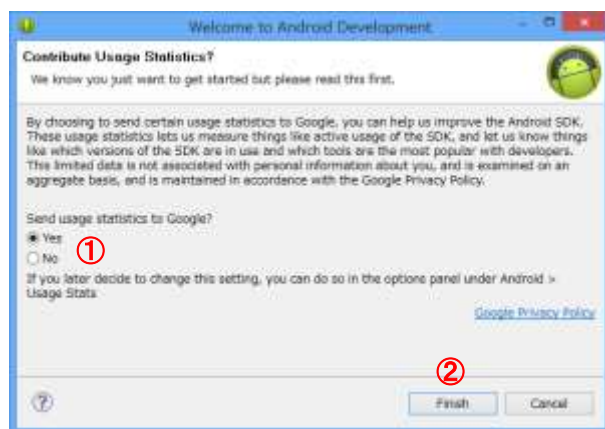 Welcome to Android Development
Contribute Usage Statistics?
We know you just want to get started but please read this first.
By choosing to send certain usage statistics to Google, you can help us improve the Android SDK.
These usage statistics lets us measure things like active usage of the SDK, and let us know things
like which versions of the SDK are in use and which tools are the most popular with developers.
This limited data is not associated with personal information about you, and is examined on an
aggregate basis, and is maintained in accordance with the Google Privacy Policy.
Send usage statistics to Google?
Yes
①
No
If you later decide to change this setting, you can do so in the options panel under Android >
Usage Stats
Google Privacy Policy
②
?
Finish
Cancel